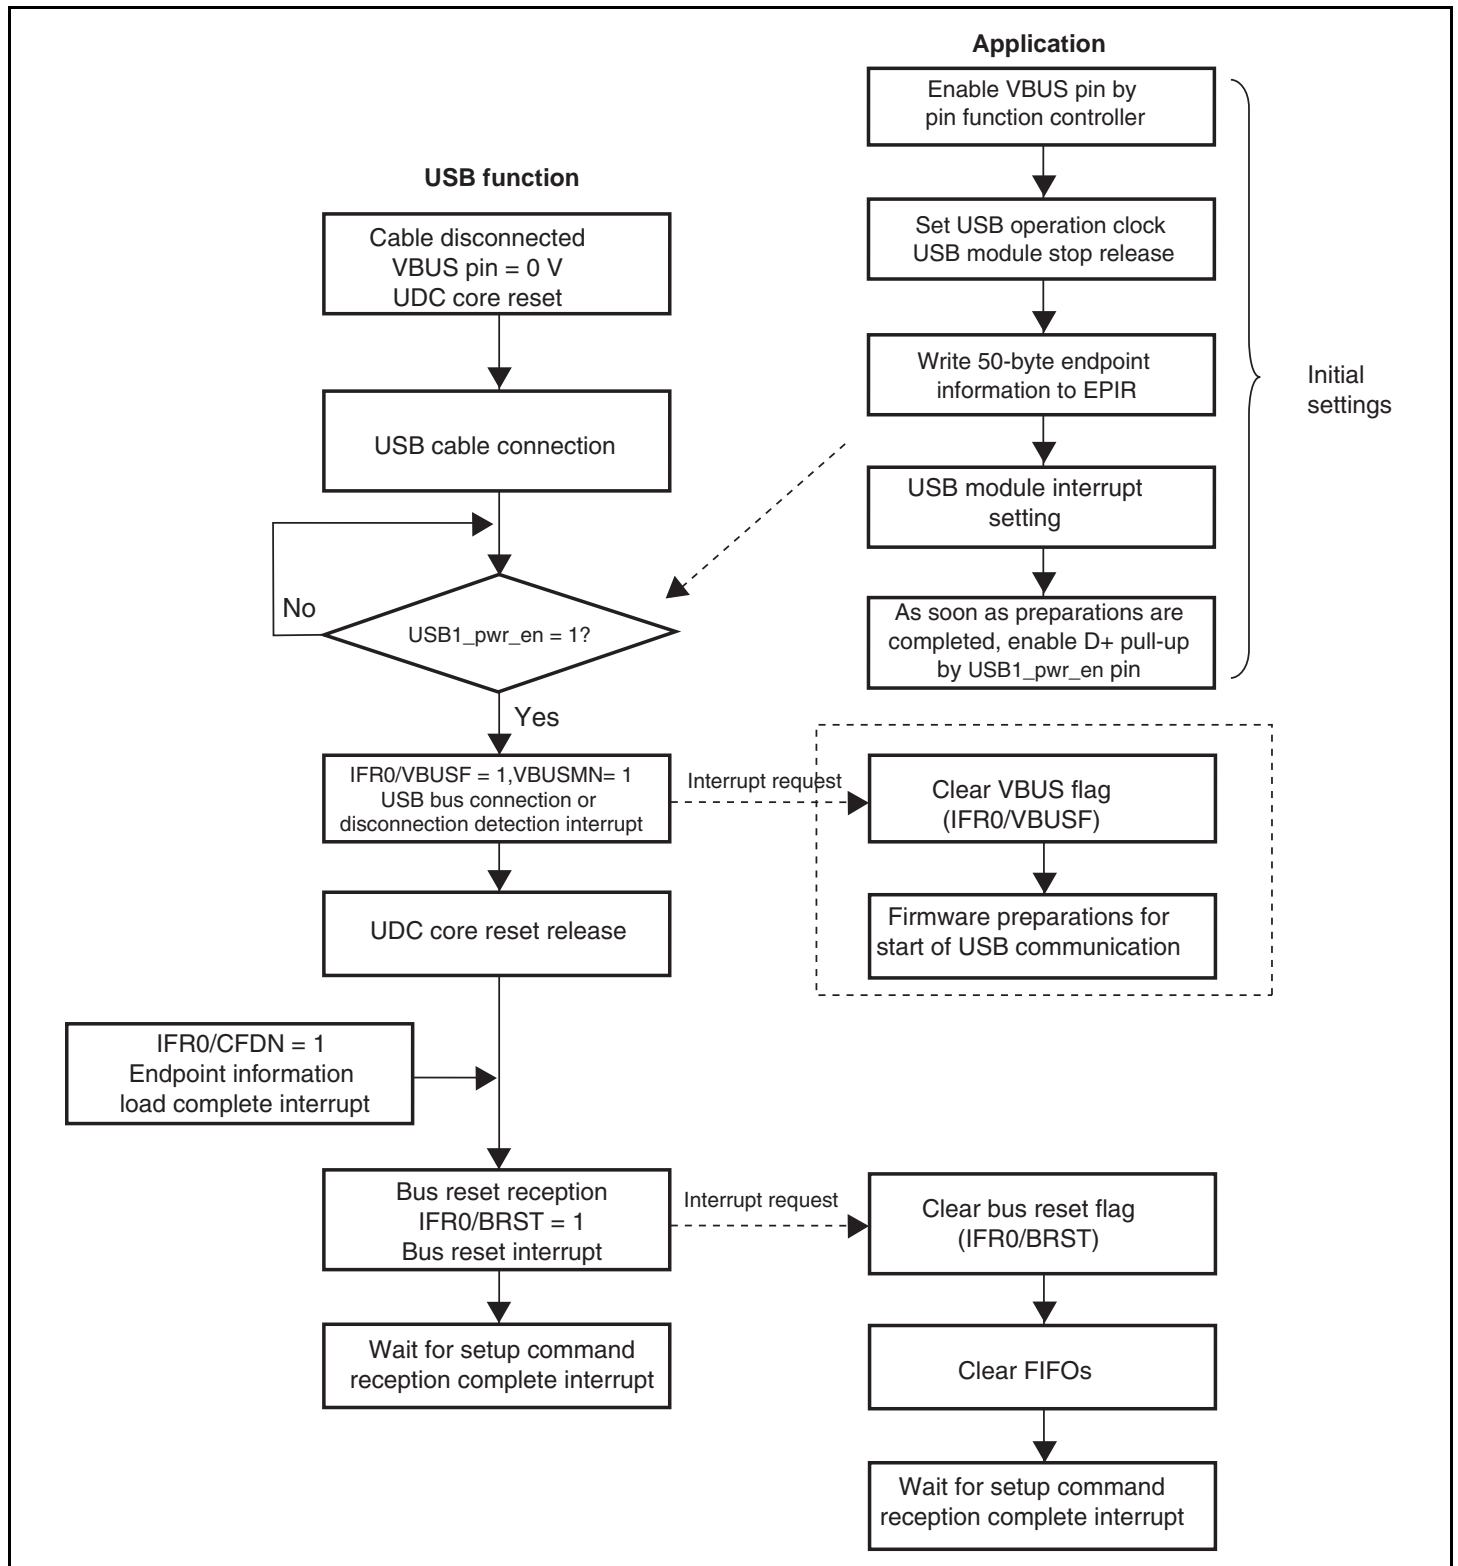 Application
Enable VBUS pin by
pin function controller
Set USB operation clock
USB module stop release
Write 50-byte endpoint
information to EPIR
USB module interrupt
setting
As soon as preparations are
completed, enable D+ pull-up
by USB1_pwr_en pin
Initial
settings
USB function
Cable disconnected
VBUS pin = 0 V
UDC core reset
USB cable connection
No
USB1_pwr_en = 1?
Yes
IFR0/VBUSF = 1,VBUSMN= 1
USB bus connection or
disconnection detection interrupt
Interrupt request
Clear VBUS flag
(IFR0/VBUSF)
Firmware preparations for
start of USB communication
UDC core reset release
IFR0/CFDN = 1
Endpoint information
load complete interrupt
Bus reset reception
IFR0/BRST = 1
Bus reset interrupt
Interrupt request
Clear bus reset flag
(IFR0/BRST)
Wait for setup command
reception complete interrupt
Clear FIFOs
Wait for setup command
reception complete interrupt